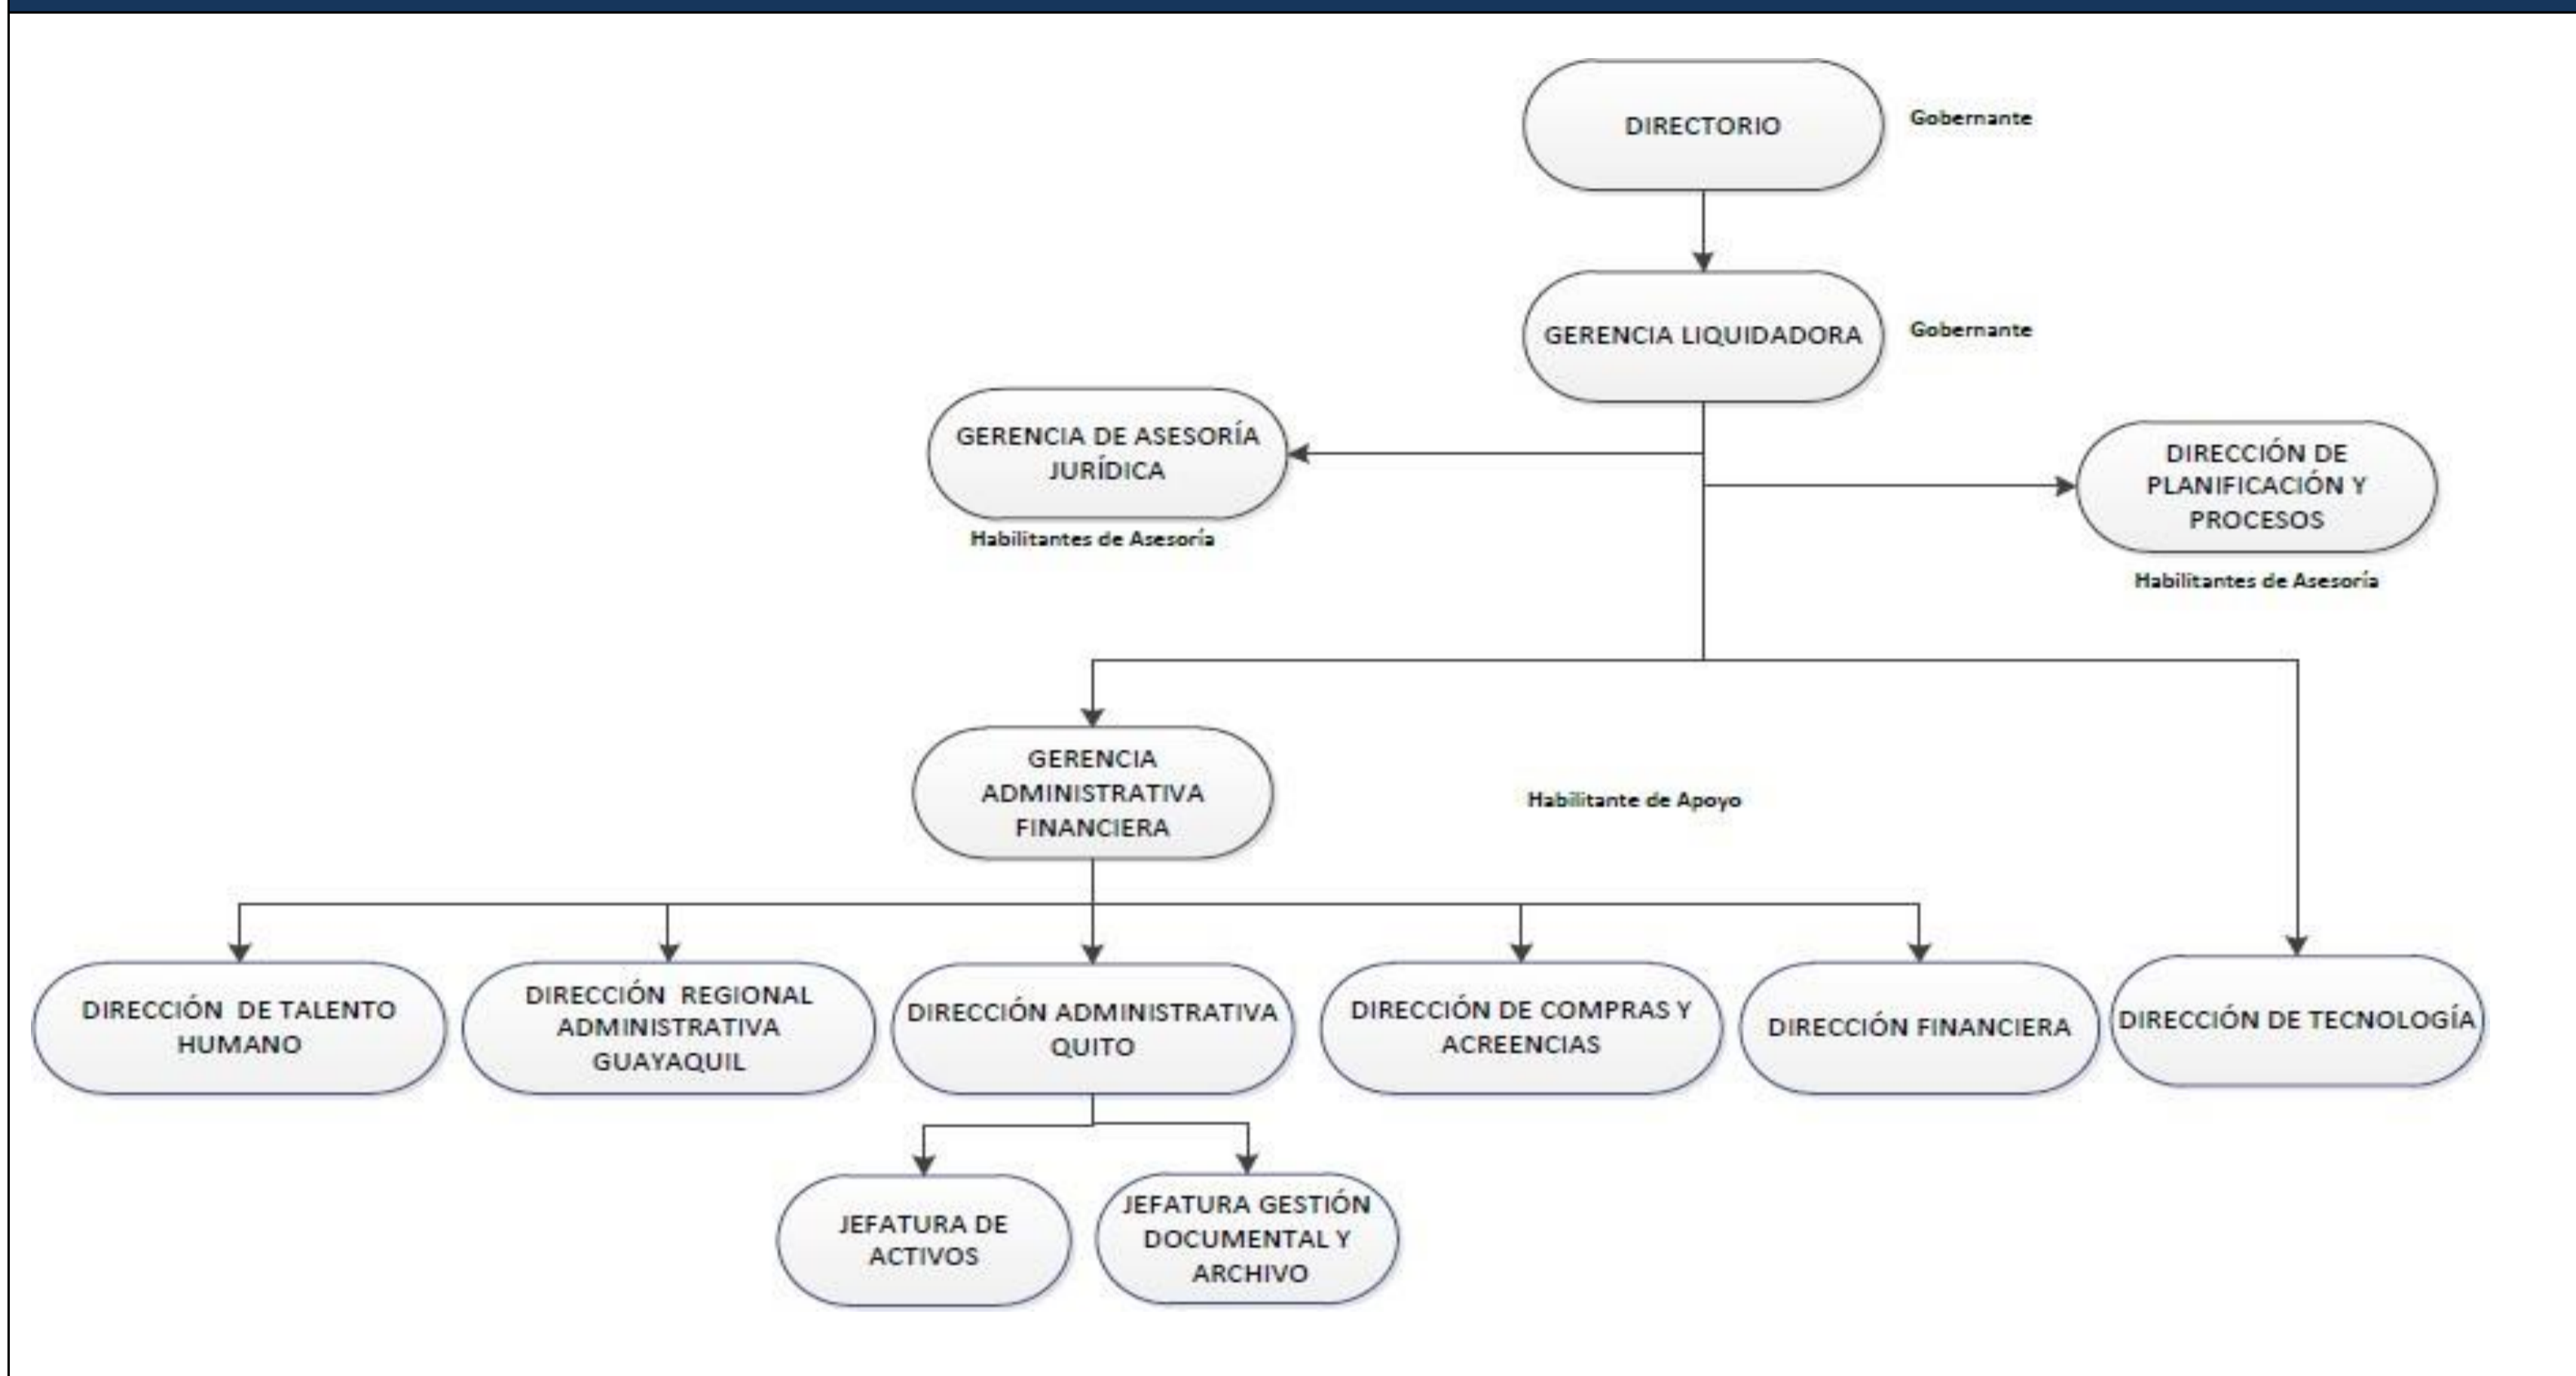 DIRECTORIO
Gobernante
GERENCIA LIQUIDADORA
Gobernante
GERENCIA DE ASESORÍA
JURÍDICA
Habilitantes de Asesoría
DIRECCIÓN DE
PLANIFICACIÓN Y
PROCESOS
Habilitantes de Asesoría
GERENCIA
ADMINISTRATIVA
FINANCIERA
Habilitante de Apoyo
DIRECCIÓN DE TALENTO
HUMANO
DIRECCIÓN REGIONAL
ADMINISTRATIVA
GUAYAQUIL
DIRECCIÓN ADMINISTRATIVA
QUITO
DIRECCIÓN DE COMPRAS Y
ACREENCIAS
DIRECCIÓN FINANCIERA
DIRECCIÓN DE TECNOLOGÍA
JEFATURA DE
ACTIVOS
JEFATURA GESTIÓN
DOCUMENTAL Y
ARCHIVO